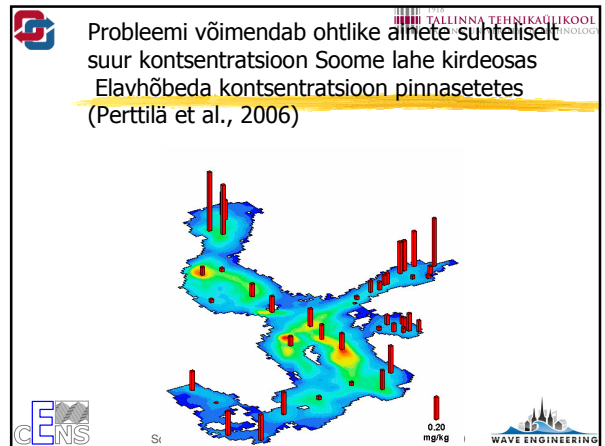 1918
TALLINNA TEHNIKAÜLIKOOL
Probleemi võimendab ohtlike ainete suhteliselt
suur kontsentratsioon Soome lahe kirdeosas
Elavhõbeda kontsentratsioon pinnasetetes
(Perttilä et al., 2006)
0.20
mg/kg
CENS
WAVE ENGINEERING